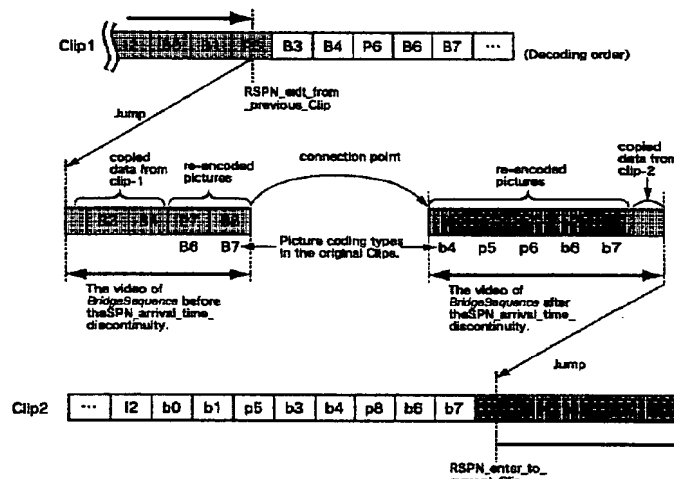 Clip1
B3 B4 P6 B6 B7 ...
(Decoding order)
RSPN_exit_from
_previous_Clip
Jump
copied
data from
clip-1
re-encoded
pictures
connection point
re-encoded
pictures
copied
data from
clip-2
B6 B7
Picture coding types
in the original Clips.
b4 p5 p6 b6 b7
The video of
BridgeSequence before
theSPN_arrival_time_
discontinuity.
The video of
BridgeSequence after
theSPN_arrival_time_
discontinuity.
Jump
Clip2
... I2 b0 b1 p5 b3 b4 p8 b6 b7
RSPN_enter_to_